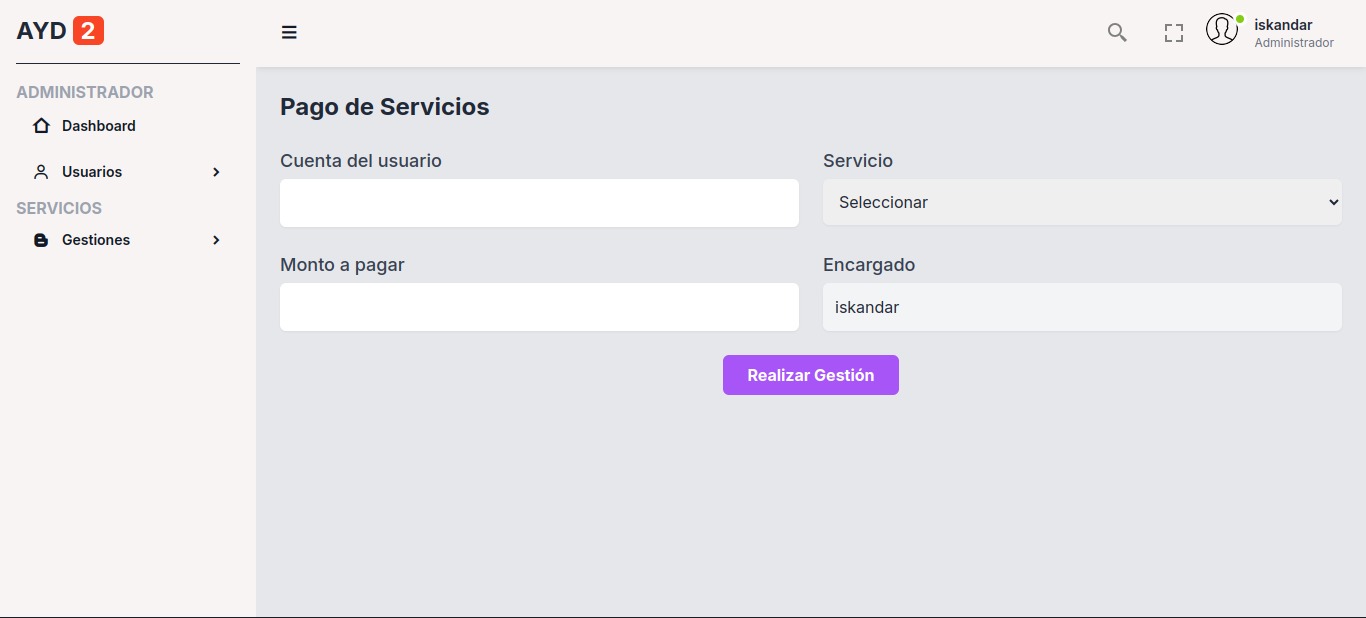 AYD 2
ADMINISTRADOR
Dashboard
Usuarios
SERVICIOS
Gestiones
iskandar
Administrador
Pago de Servicios
Cuenta del usuario
Servicio
Seleccionar
Monto a pagar
Encargado
iskandar
Realizar Gestión